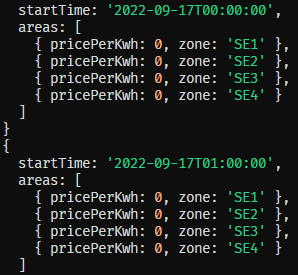 startTime: '2022-09-17T00:00:00',
areas: [
{ pricePerKwh: 0, zone: 'SE1' },
{ pricePerKwh: 0, zone: 'SE2' },
{ pricePerKwh: 0, zone: 'SE3' },
{ pricePerKwh: 0, zone: 'SE4' }
]
}
{
startTime: '2022-09-17T01:00:00',
areas: [
{ pricePerKwh: 0, zone: 'SE1' },
{ pricePerKwh: 0, zone: 'SE2' },
{ pricePerKwh: 0, zone: 'SE3' },
{ pricePerKwh: 0, zone: 'SE4' }
]